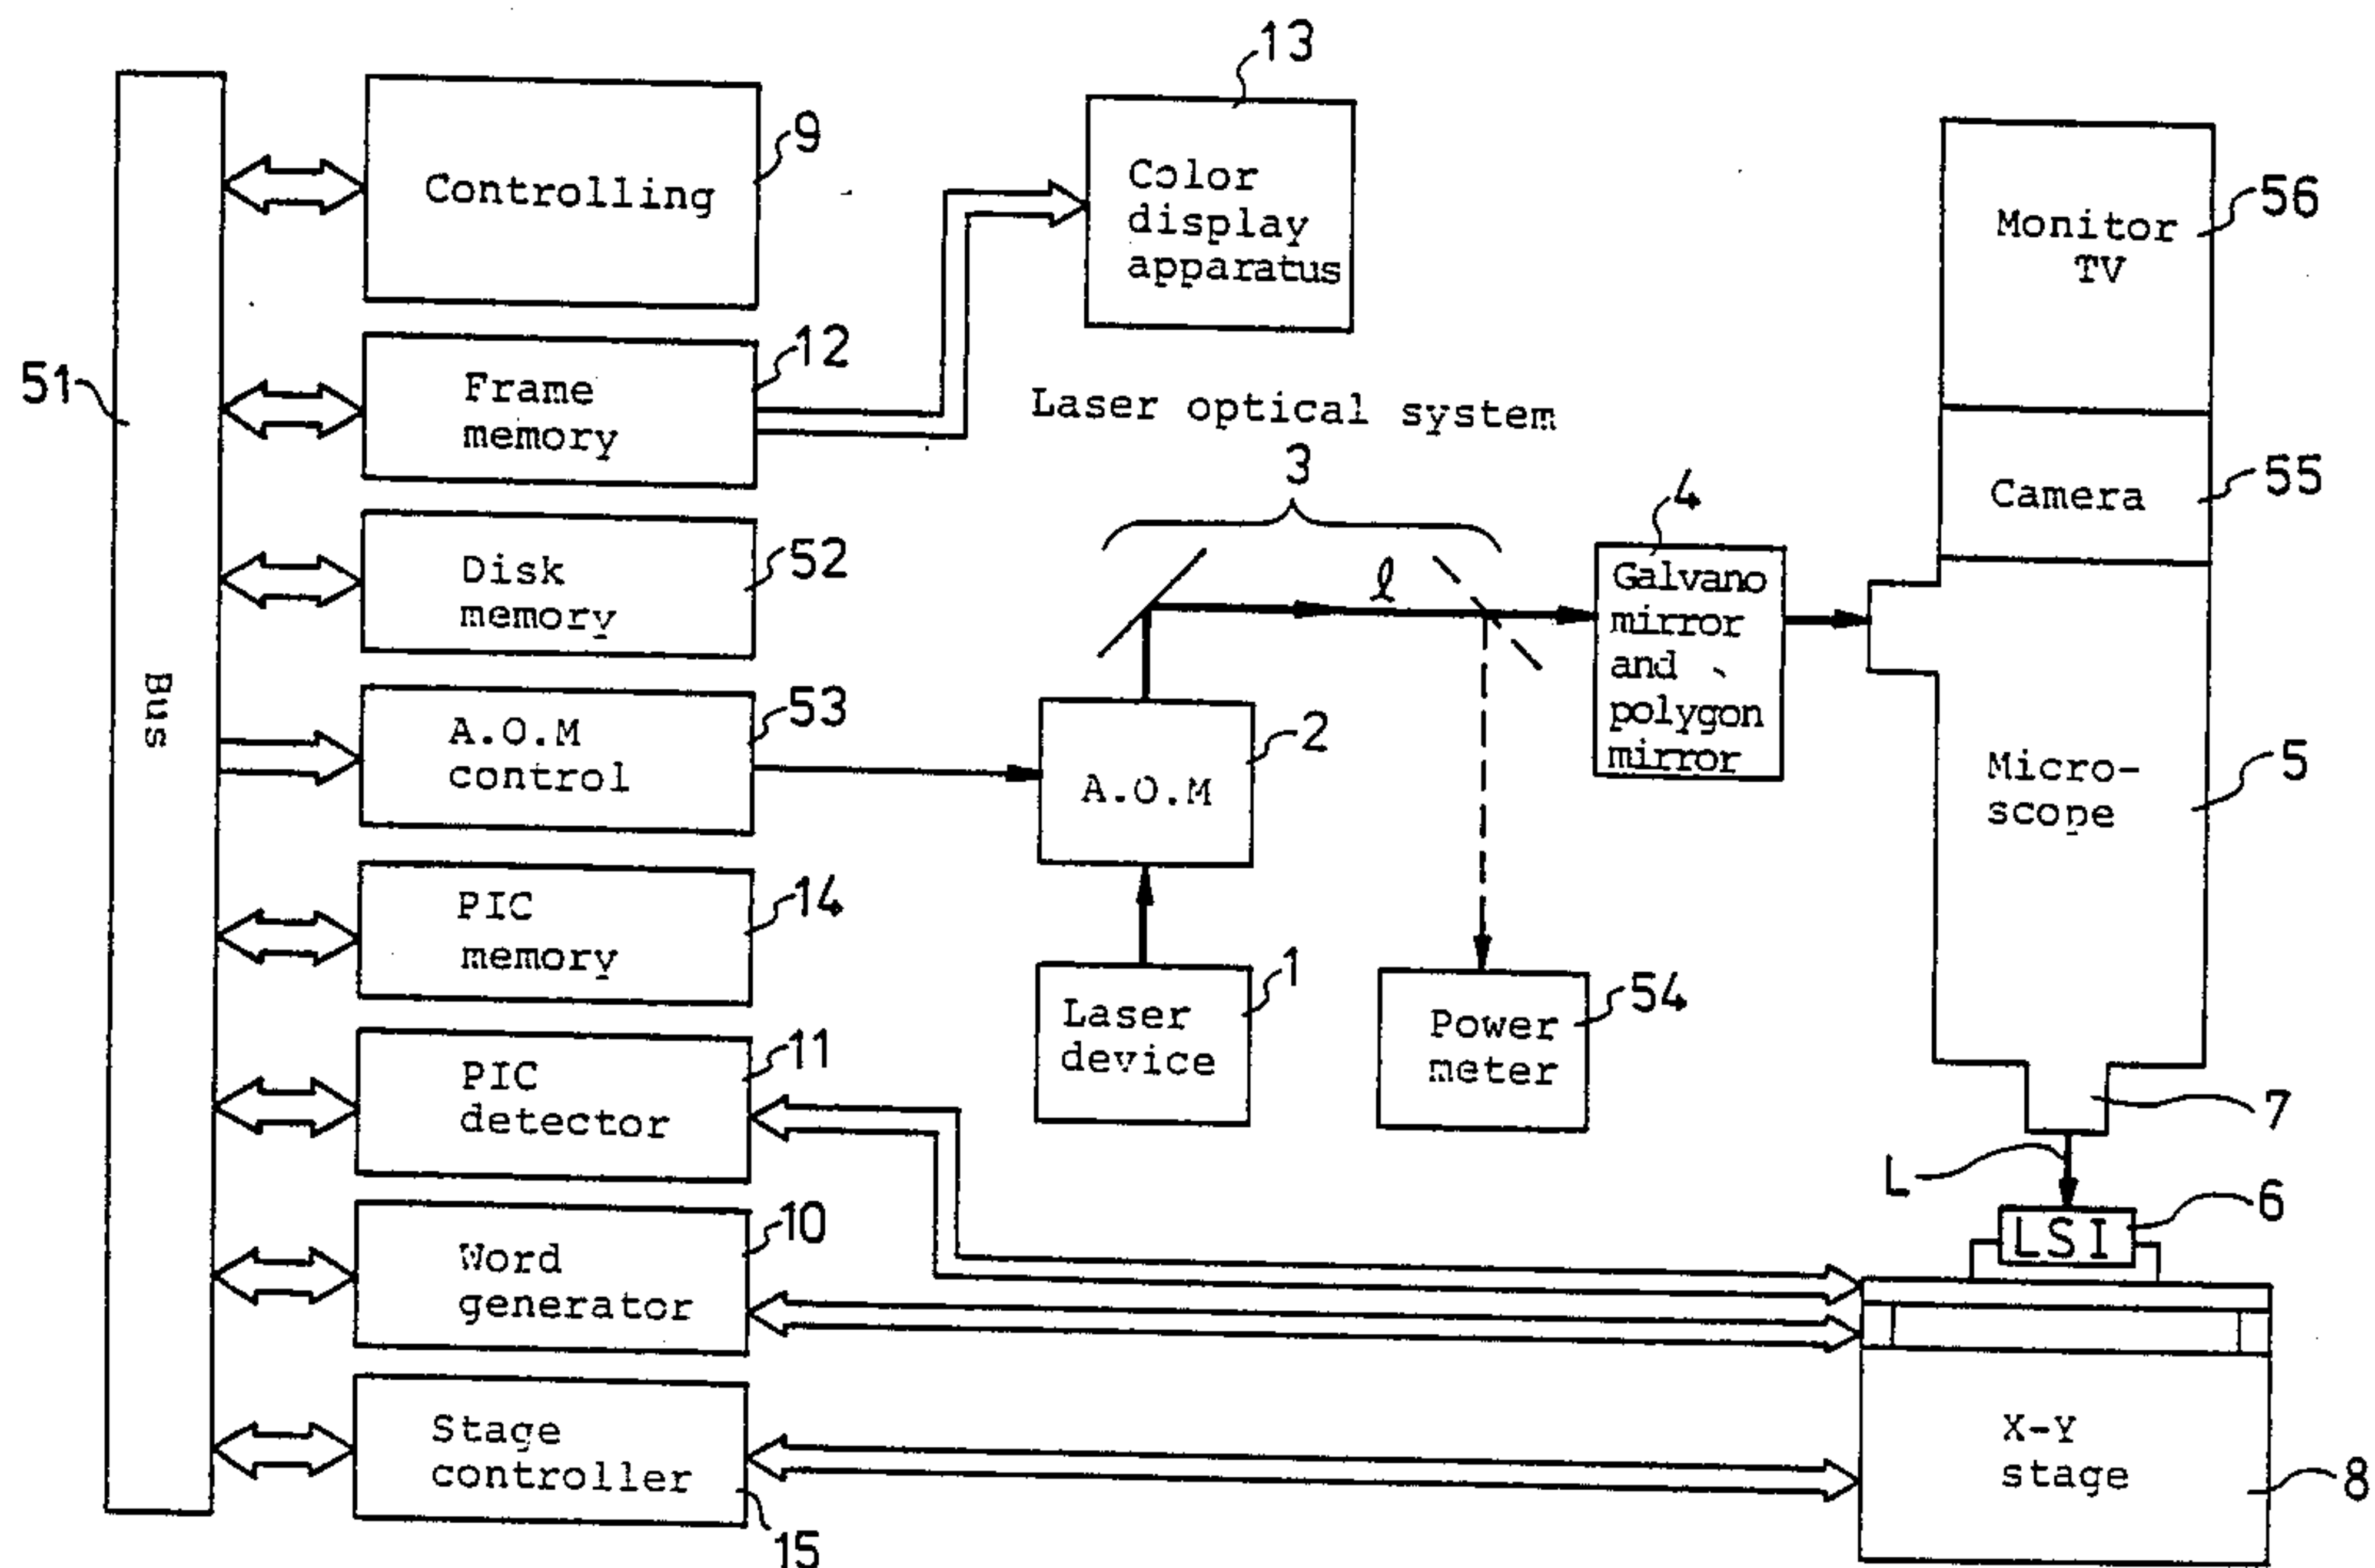 13
Color
display
apparatus
9
Controlling
56
Monitor
TV
12
Frame
memory
51
Laser optical system
3
55
Camera
4
Galvano
mirror
and
polygon
mirror
ℓ
52
Disk
memory
Bus
53
A.O.M
control
2
A.O.M
5
Micro-
scope
14
PIC
memory
1
Laser
device
54
Power
meter
11
PIC
detector
7
L
6
LSI
10
Word
generator
Stage
controller
15
X-Y
stage
8